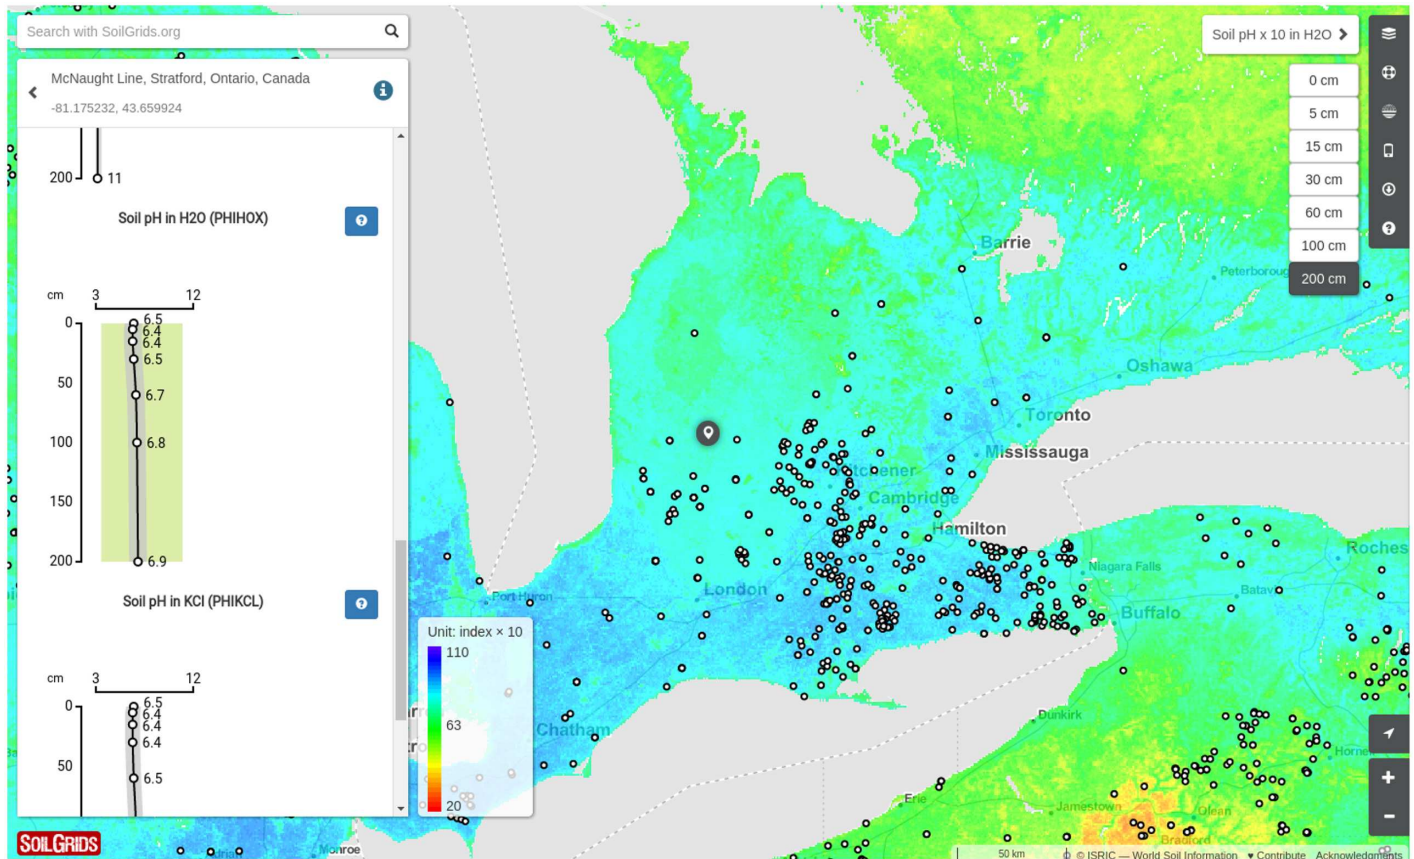 Search with SoilGrids.org
Soil pH x 10 in H2O
McNaught Line, Stratford, Ontario, Canada
-81.175232, 43.659924
0 cm
5 cm
15 cm
30 cm
60 cm
100 cm
200 cm
200
11
Soil pH in H2O (PHIHOX)
cm
3
12
0
6.5
6.4
6.4
6.5
50
6.7
100
6.8
150
200
6.9
Soil pH in KCl (PHIKCL)
cm
3
12
0
6.5
6.4
6.4
6.4
50
6.5
SOILGRIDS
Unit: index × 10
110
63
20
Barrie
Oshawa
Toronto
Mississauga
Cambridge
Hamilton
Niagara Falls
London
Port Huron
Buffalo
Chatham
Dunkirk
Erie
Jamestown
Olean
Bradford
Monroe
50 km
© ISRIC — World Soil Information
♥ Contribute
Acknowledgments